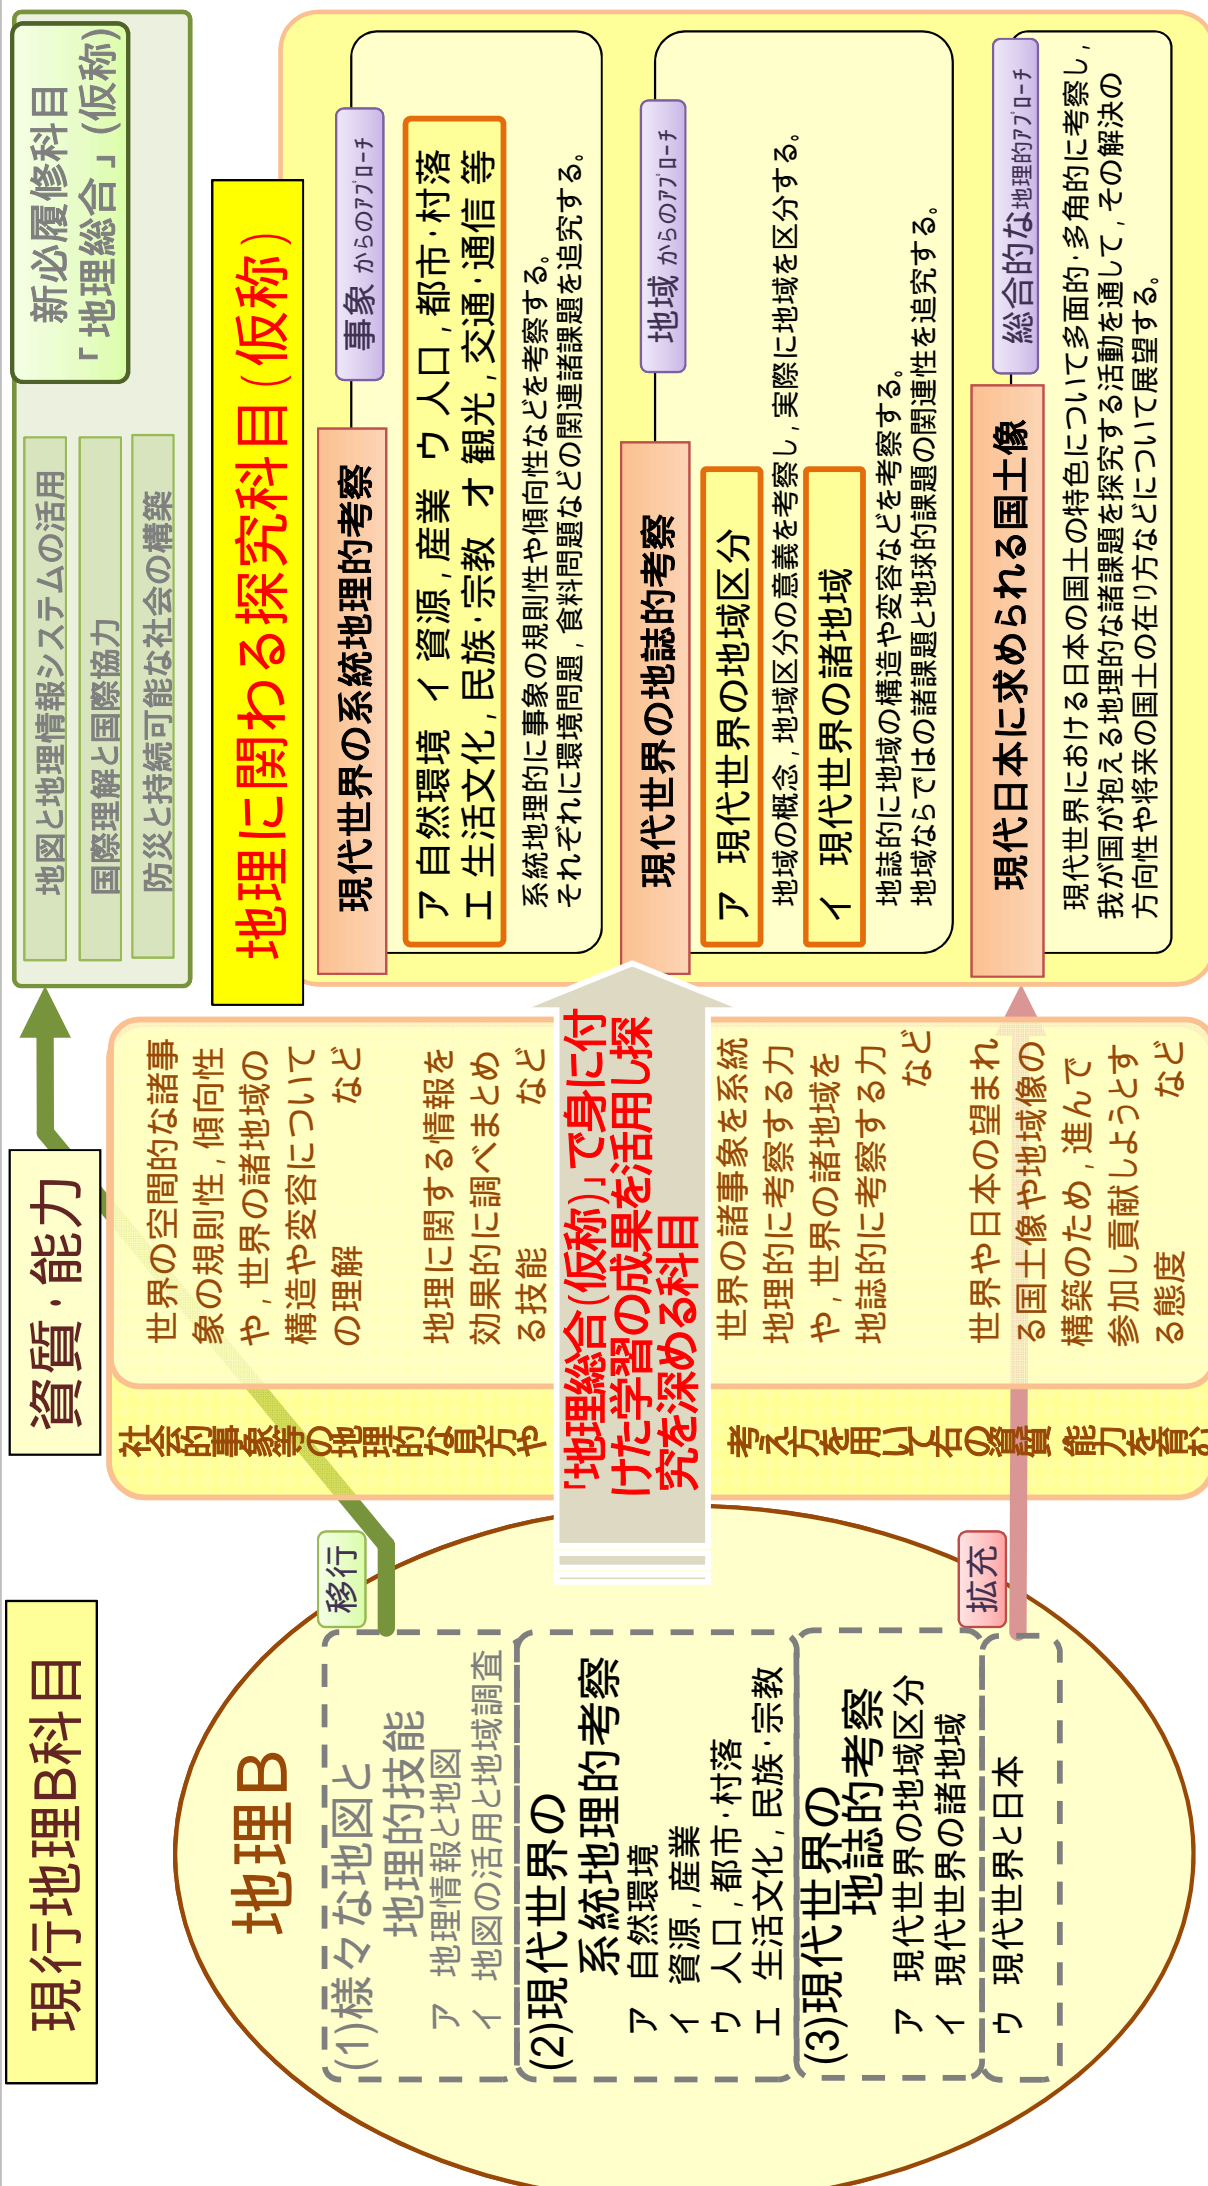 現行地理B科目
地理B
(1)様々な地図と
地理的技能
ア 地理情報と地図
イ 地図の活用と地域調査
(2)現代世界の
系統地理的考察
ア 自然環境
イ 資源,産業
ウ 人口,都市・村落
エ 生活文化,民族・宗教
(3)現代世界の
地誌的考察
ア 現代世界の地域区分
イ 現代世界の諸地域
ウ 現代世界と日本
移行
拡充
資質・能力
社会的事象等の地理的な見方や
考え方を用いて右の資質 能力を育む
世界の空間的な諸事
象の規則性,傾向性
や,世界の諸地域の
構造や変容について
の理解 など
地理に関する情報を
効果的に調べまとめ
る技能 など
「地理総合(仮称)」で身に付
けた学習の成果を活用し探
究を深める科目
世界の諸事象を系統
地理的に考察する力
や,世界の諸地域を
地誌的に考察する力
など
世界や日本の望まれ
る国土像や地域像の
構築のため,進んで
参加し貢献しようとす
る態度 など
新必履修科目
「地理総合」(仮称)
地図と地理情報システムの活用
国際理解と国際協力
防災と持続可能な社会の構築
地理に関わる探究科目(仮称)
現代世界の系統地理的考察
事象 からのアプローチ
ア 自然環境 イ 資源,産業 ウ 人口,都市・村落
エ 生活文化,民族・宗教 オ 観光,交通・通信 等
系統地理的に事象の規則性や傾向性などを考察する。
それぞれに環境問題,食料問題などの関連諸課題を追究する。
現代世界の地誌的考察
地域 からのアプローチ
ア 現代世界の地域区分
地域の概念,地域区分の意義を考察し,実際に地域を区分する。
イ 現代世界の諸地域
地誌的に地域の構造や変容などを考察する。
地域ならではの諸課題と地球的課題の関連性を追究する。
現代日本に求められる国土像
総合的な地理的アプローチ
現代世界における日本の国土の特色について多面的・多角的に考察し,
我が国が抱える地理的な諸課題を探究する活動を通して,その解決の
方向性や将来の国土の在り方などについて展望する。